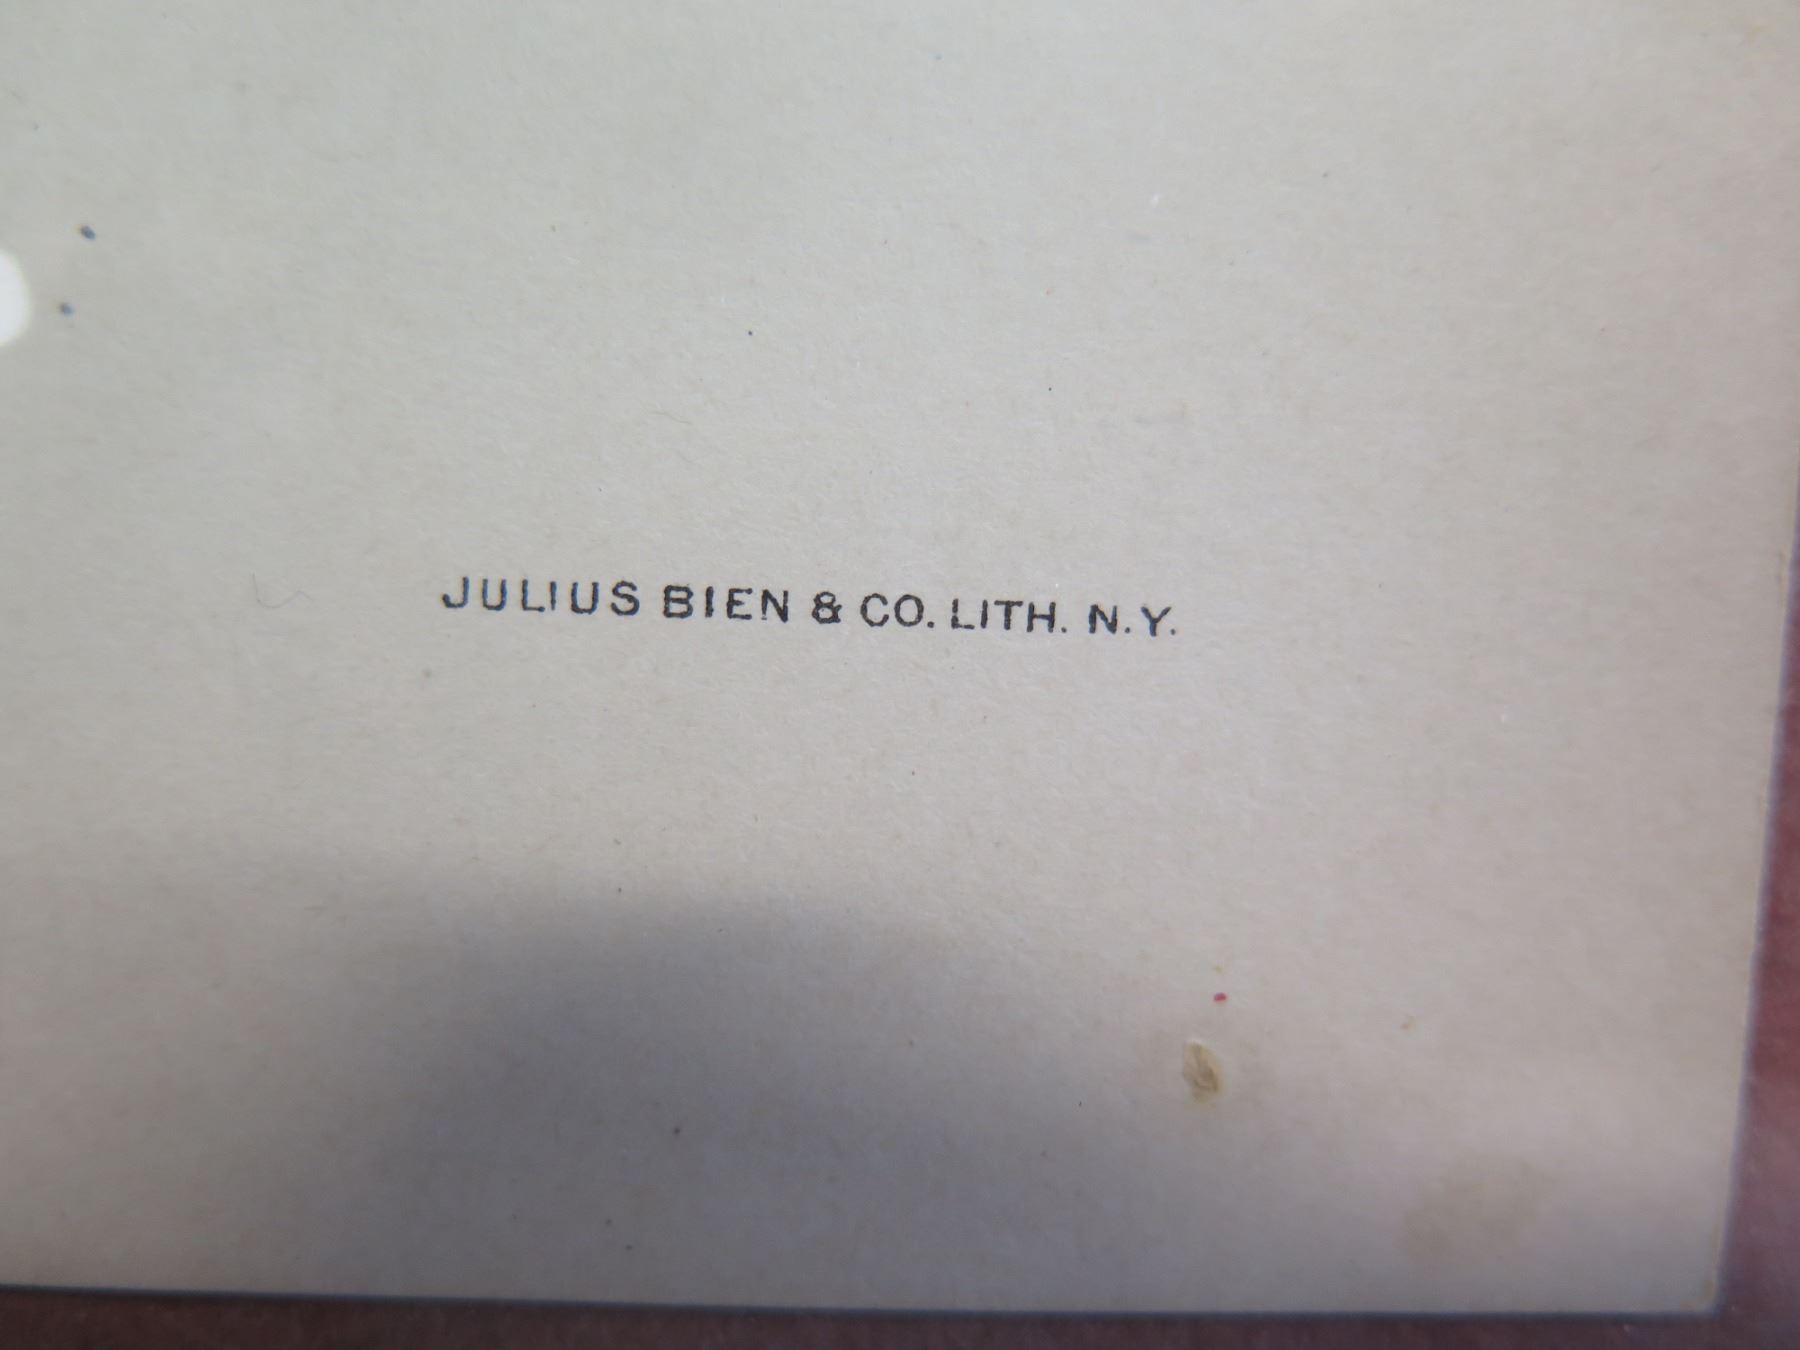 JULIUS BIEN & CO. LITH. N.Y.